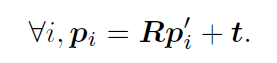 ∀i, pᵢ = Rp′ᵢ + t.